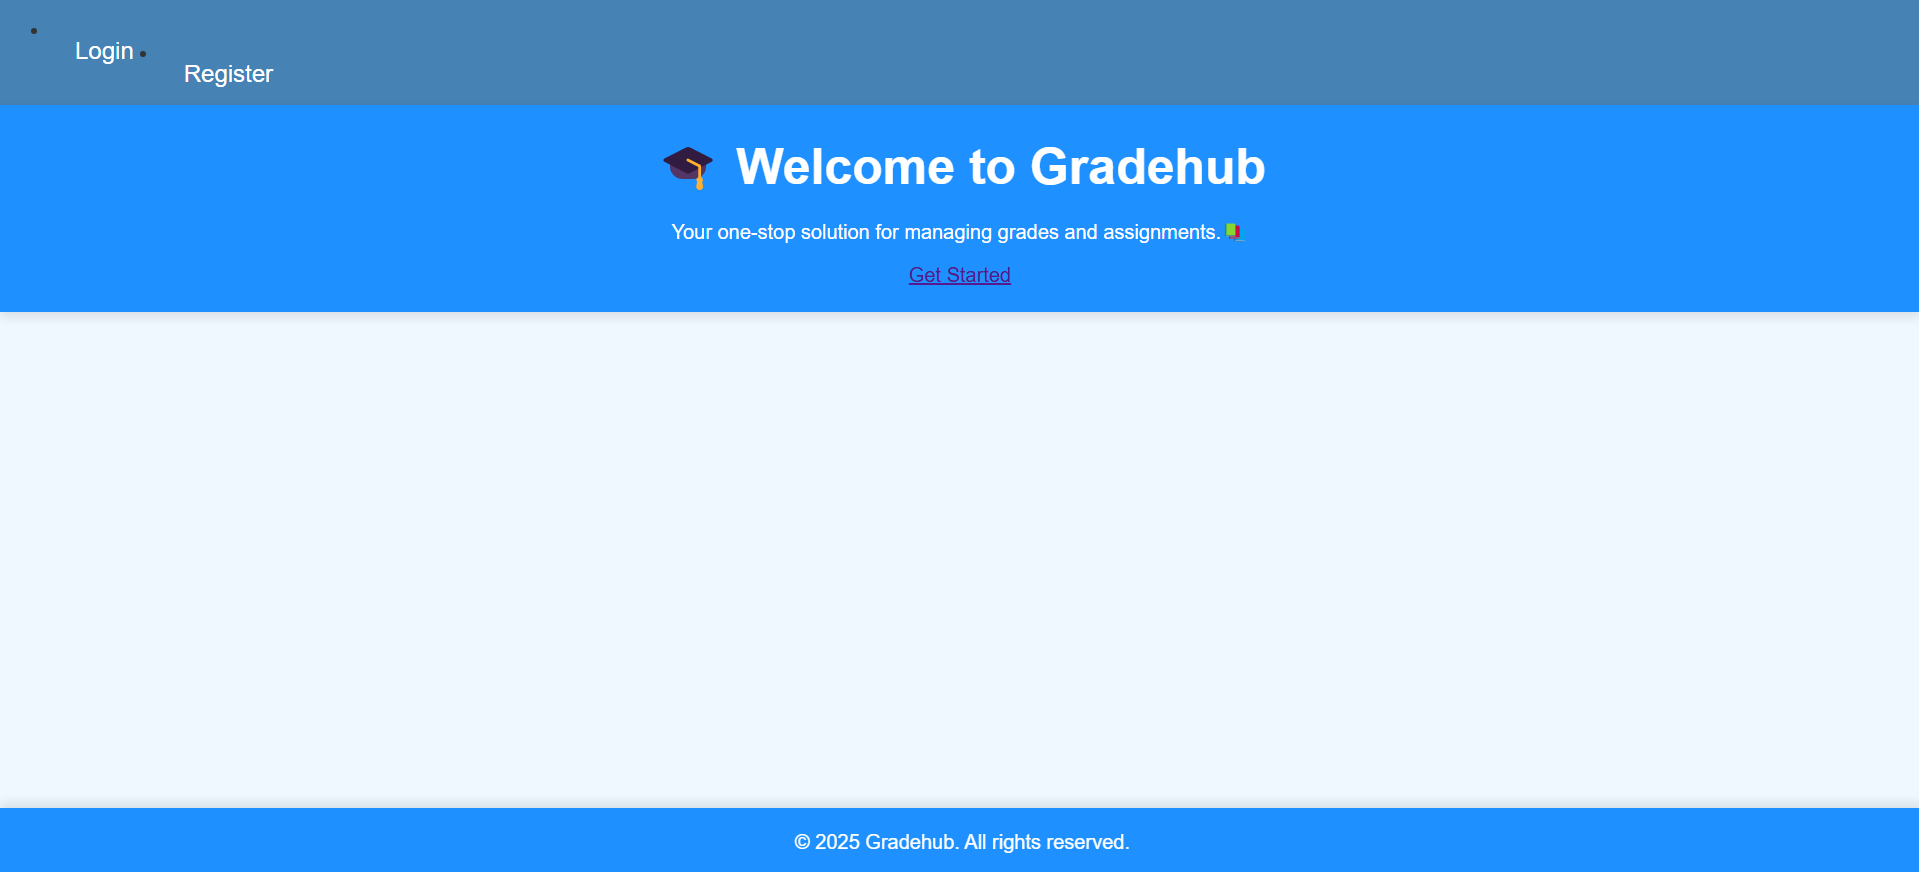 Login
Register
Welcome to Gradehub
Your one-stop solution for managing grades and assignments.
Get Started
© 2025 Gradehub. All rights reserved.